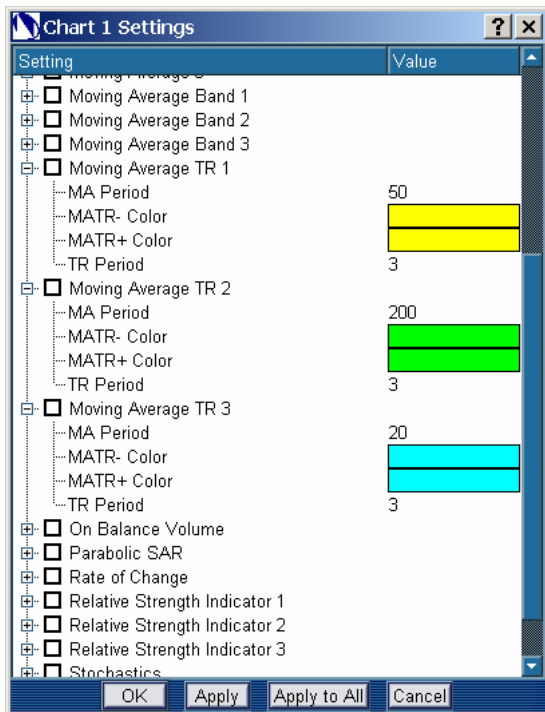 Chart 1 Settings
Setting Value
Moving Average Band 1
Moving Average Band 2
Moving Average Band 3
Moving Average TR 1
MA Period 50
MATR- Color
MATR+ Color
TR Period 3
Moving Average TR 2
MA Period 200
MATR- Color
MATR+ Color
TR Period 3
Moving Average TR 3
MA Period 20
MATR- Color
MATR+ Color
TR Period 3
On Balance Volume
Parabolic SAR
Rate of Change
Relative Strength Indicator 1
Relative Strength Indicator 2
Relative Strength Indicator 3
Stochastics
OK Apply Apply to All Cancel